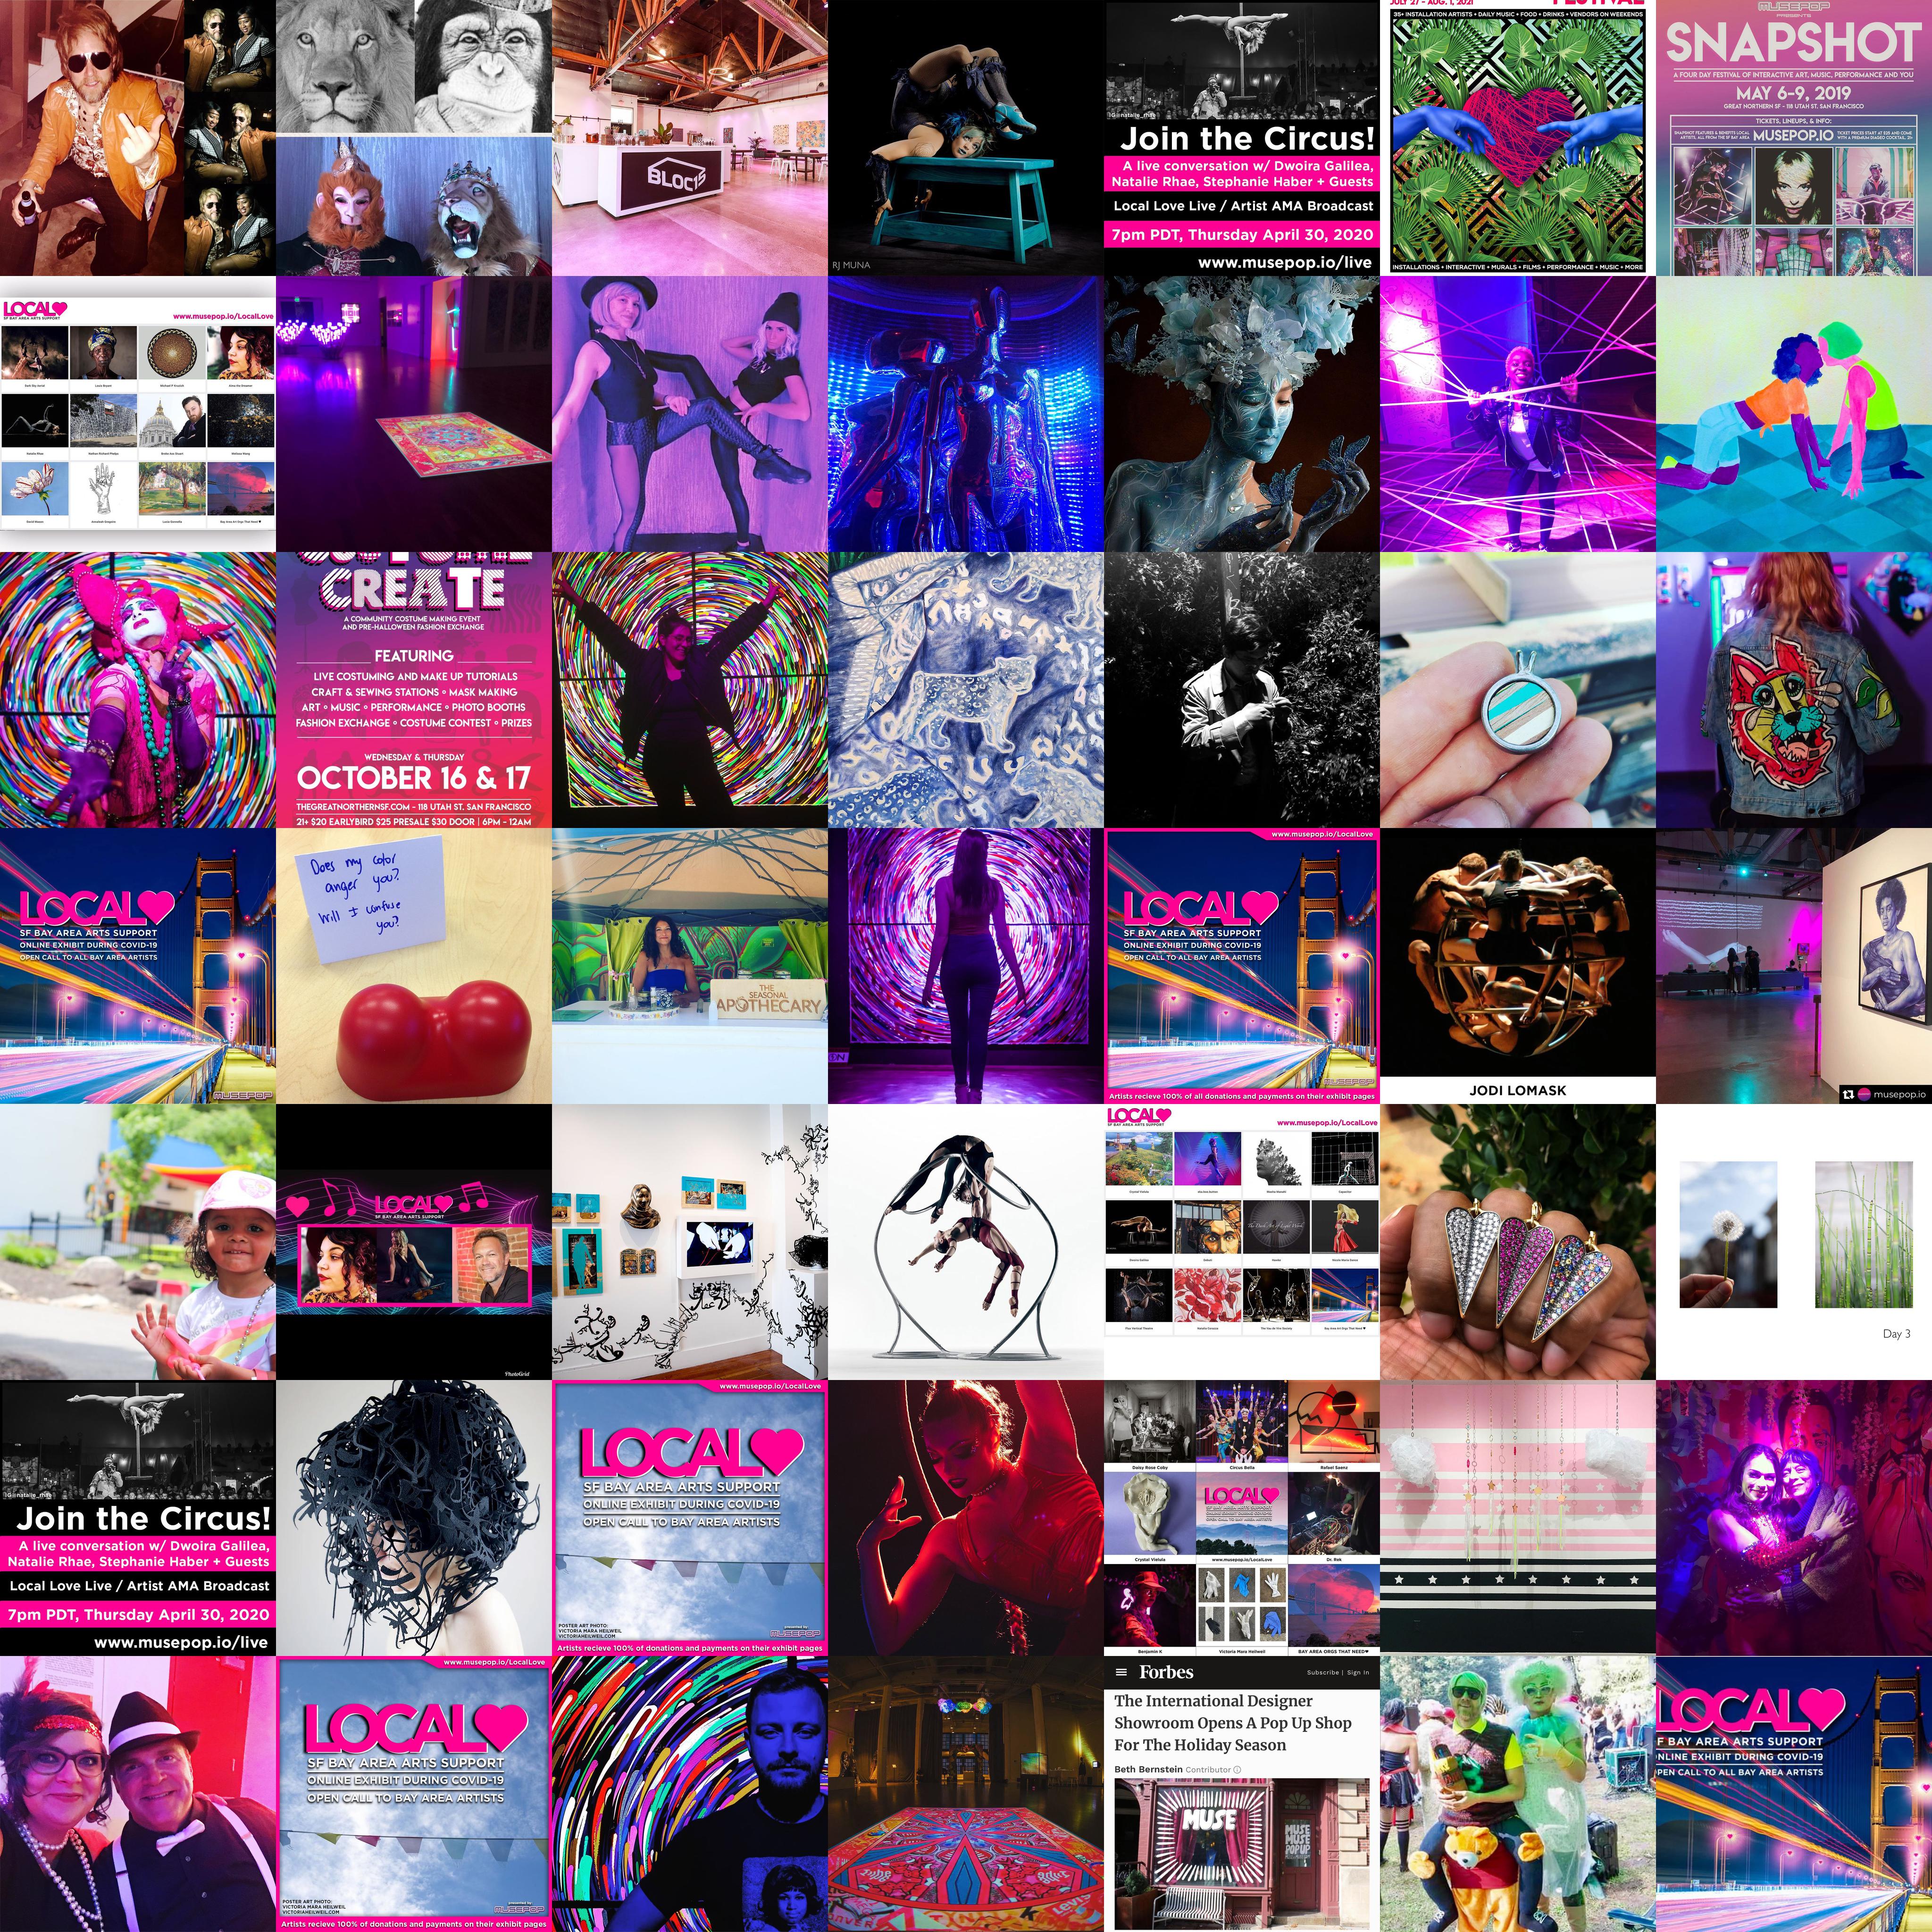 RJ MUNA
IG@natalie_rhae
Join the Circus!
A live conversation w/ Dwoira Galilea,
Natalie Rhae, Stephanie Haber + Guests
Local Love Live / Artist AMA Broadcast
7pm PDT, Thursday April 30, 2020
www.musepop.io/live
JULY 27 - AUG. 1, 2021
FESTIVAL
35+ INSTALLATION ARTISTS • DAILY MUSIC • FOOD • DRINKS • VENDORS ON WEEKENDS
INSTALLATIONS • INTERACTIVE • MURALS • FILMS • PERFORMANCE • MUSIC • MORE
MUSEPOP
PRESENTS
SNAPSHOT
A FOUR DAY FESTIVAL OF INTERACTIVE ART, MUSIC, PERFORMANCE AND YOU
MAY 6-9, 2019
GREAT NORTHERN SF - 118 UTAH ST. SAN FRANCISCO
TICKETS, LINEUPS, & INFO:
MUSEPOP.IO
BLOC15
LOCAL
SF BAY AREA ARTS SUPPORT
www.musepop.io/LocalLove
CREATE
A COMMUNITY COSTUME MAKING EVENT
AND PRE-HALLOWEEN FASHION EXCHANGE
FEATURING
LIVE COSTUMING AND MAKE UP TUTORIALS
CRAFT & SEWING STATIONS • MASK MAKING
ART • MUSIC • PERFORMANCE • PHOTO BOOTHS
FASHION EXCHANGE • COSTUME CONTEST • PRIZES
WEDNESDAY & THURSDAY
OCTOBER 16 & 17
THEGREATNORTHERNSF.COM - 118 UTAH ST. SAN FRANCISCO
21+ $20 EARLYBIRD $25 PRESALE $30 DOOR | 6PM - 12AM
LOCAL
SF BAY AREA ARTS SUPPORT
ONLINE EXHIBIT DURING COVID-19
OPEN CALL TO ALL BAY AREA ARTISTS
MUSEPOP
Does my color
anger you?
Will I confuse
you?
THE
SEASONAL
APOTHECARY
www.musepop.io/LocalLove
LOCAL
SF BAY AREA ARTS SUPPORT
ONLINE EXHIBIT DURING COVID-19
OPEN CALL TO ALL BAY AREA ARTISTS
MUSEPOP
Artists recieve 100% of all donations and payments on their exhibit pages
JODI LOMASK
musepop.io
LOCAL
SF BAY AREA ARTS SUPPORT
PhotoGrid
LOCAL
SF BAY AREA ARTS SUPPORT
www.musepop.io/LocalLove
Day 3
IG@natalie_rhae
Join the Circus!
A live conversation w/ Dwoira Galilea,
Natalie Rhae, Stephanie Haber + Guests
Local Love Live / Artist AMA Broadcast
7pm PDT, Thursday April 30, 2020
www.musepop.io/live
www.musepop.io/LocalLove
LOCAL
SF BAY AREA ARTS SUPPORT
ONLINE EXHIBIT DURING COVID-19
OPEN CALL TO BAY AREA ARTISTS
POSTER ART PHOTO:
VICTORIA MARA HEILWEIL
VICTORIAHEILWEIL.COM
presented by:
MUSEPOP
Artists recieve 100% of donations and payments on their exhibit pages
Daisy Rose Coby
Circus Bella
Rafael Saenz
LOCAL
Crystal Vielula
www.musepop.io/LocalLove
Dr. Rek
Benjamin K
Victoria Mara Heilweil
BAY AREA ORGS THAT NEED
www.musepop.io/LocalLove
LOCAL
SF BAY AREA ARTS SUPPORT
ONLINE EXHIBIT DURING COVID-19
OPEN CALL TO BAY AREA ARTISTS
POSTER ART PHOTO:
VICTORIA MARA HEILWEIL
VICTORIAHEILWEIL.COM
presented by:
MUSEPOP
Artists recieve 100% of donations and payments on their exhibit pages
Forbes
Subscribe | Sign In
The International Designer
Showroom Opens A Pop Up Shop
For The Holiday Season
Beth Bernstein Contributor
MUSE
MUSE
MUSE
POPUP
LOCAL
SF BAY AREA ARTS SUPPORT
ONLINE EXHIBIT DURING COVID-19
OPEN CALL TO ALL BAY AREA ARTISTS